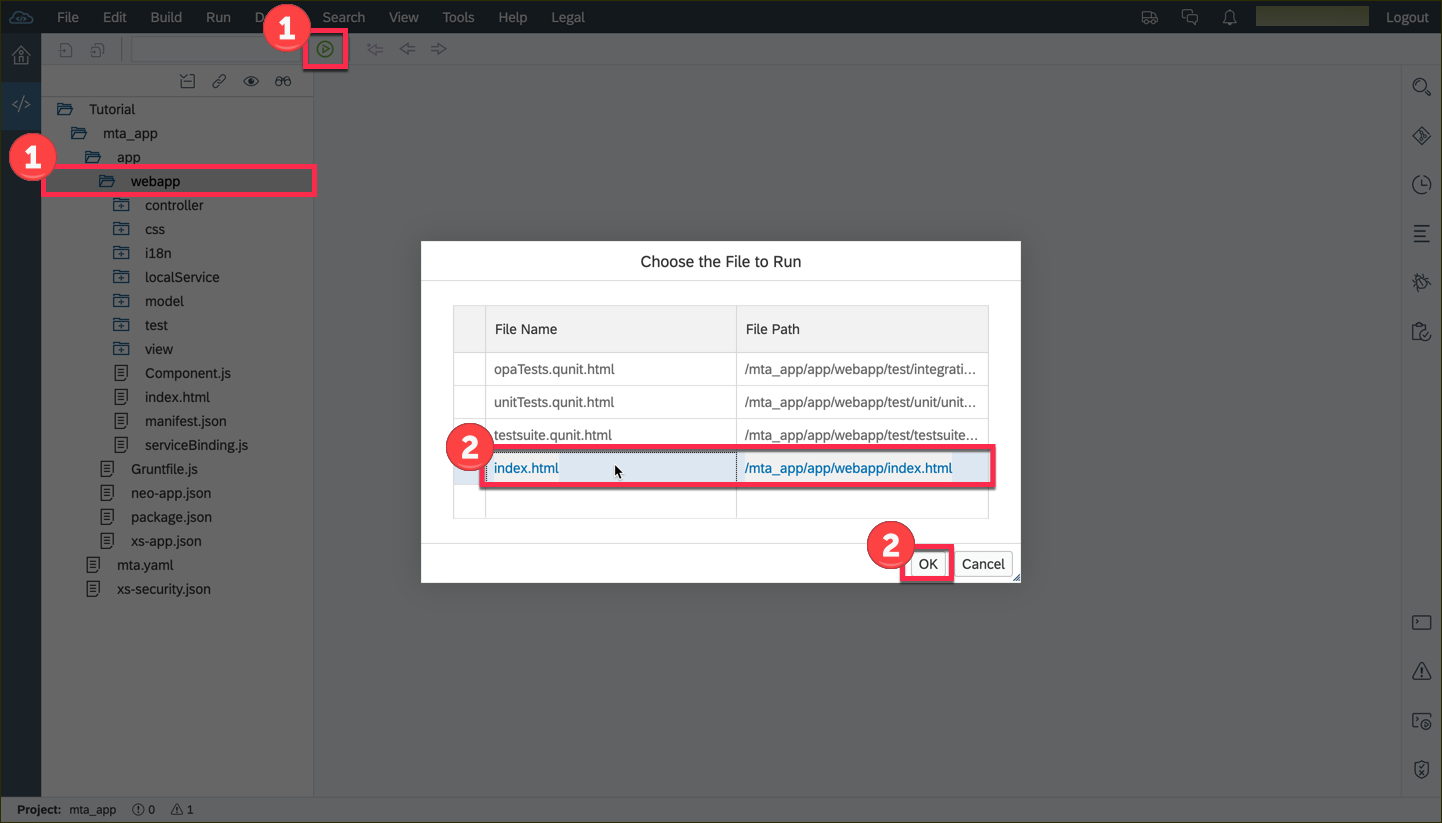 File Edit Build Run D Search View Tools Help Legal Logout
1
Tutorial
mta_app
1
app
webapp
controller
css
i18n
localService
model
test
view
Component.js
index.html
manifest.json
serviceBinding.js
Gruntfile.js
neo-app.json
package.json
xs-app.json
mta.yaml
xs-security.json
Choose the File to Run
File Name File Path
opaTests.qunit.html /mta_app/app/webapp/test/integrati...
unitTests.qunit.html /mta_app/app/webapp/test/unit/unit...
testsuite.qunit.html /mta_app/app/webapp/test/testsuite...
2
index.html /mta_app/app/webapp/index.html
2
OK Cancel
Project: mta_app 0 1